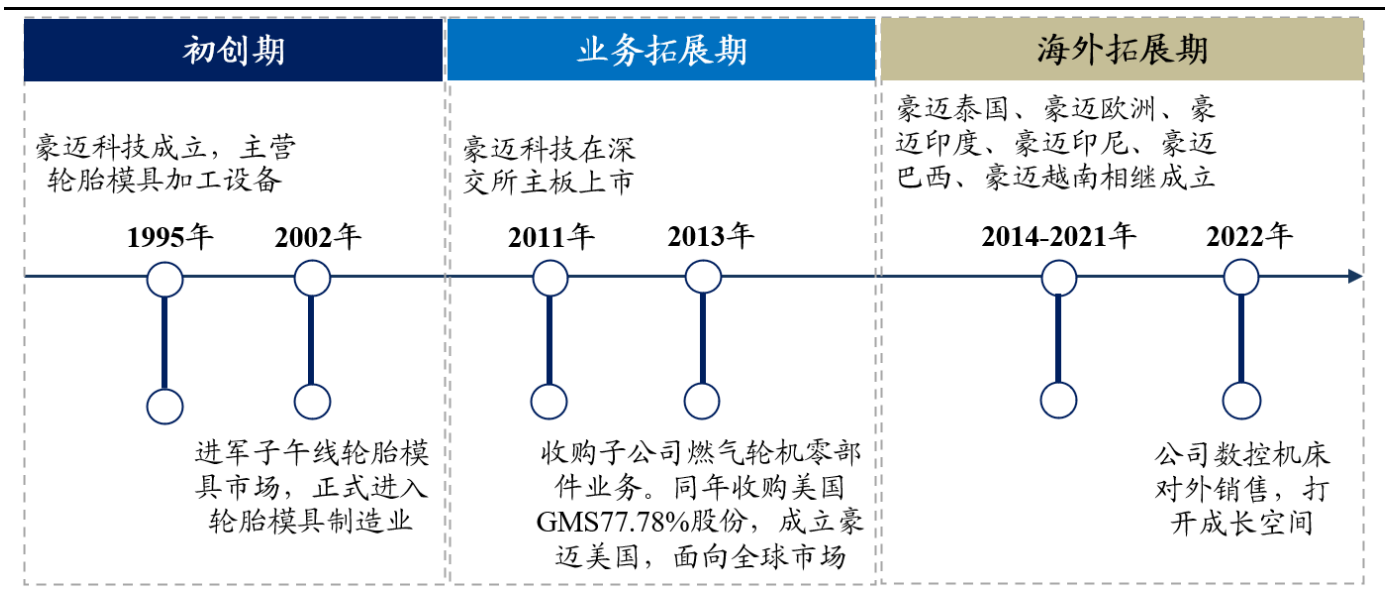 初创期
业务拓展期
海外拓展期
豪迈科技成立，主营
轮胎模具加工设备
豪迈科技在深
交所主板上市
豪迈泰国、豪迈欧洲、豪
迈印度、豪迈印尼、豪迈
巴西、豪迈越南相继成立
1995年
2002年
2011年
2013年
2014-2021年
2022年
进军子午线轮胎模
具市场，正式进入
轮胎模具制造业
收购子公司燃气轮机零部
件业务。同年收购美国
GMS77.78%股份，成立豪
迈美国，面向全球市场
公司数控机床
对外销售，打
开成长空间